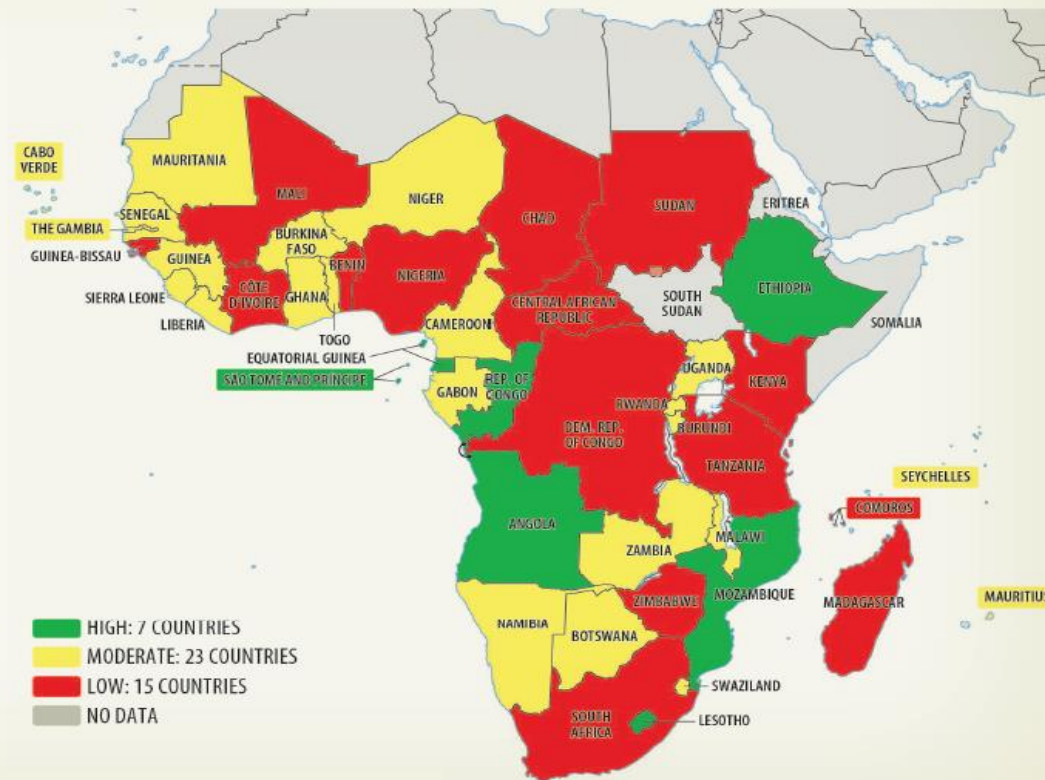 CABO
VERDE
MAURITANIA
MALI
NIGER
CHAD
SUDAN
ERITREA
SENEGAL
THE GAMBIA
GUINEA-BISSAU
GUINEA
BURKINA
FASO
BENIN
NIGERIA
SIERRA LEONE
LIBERIA
CÔTE
D'IVOIRE
GHANA
TOGO
CAMEROON
CENTRAL AFRICAN
REPUBLIC
SOUTH
SUDAN
ETHIOPIA
SOMALIA
EQUATORIAL GUINEA
SÃO TOMÉ AND PRÍNCIPE
GABON
REP. OF
CONGO
DEM. REP.
OF CONGO
UGANDA
KENYA
RWANDA
BURUNDI
TANZANIA
SEYCHELLES
COMOROS
ANGOLA
ZAMBIA
MALAWI
MOZAMBIQUE
MADAGASCAR
MAURITIUS
ZIMBABWE
NAMIBIA
BOTSWANA
SWAZILAND
SOUTH
AFRICA
LESOTHO
HIGH: 7 COUNTRIES
MODERATE: 23 COUNTRIES
LOW: 15 COUNTRIES
NO DATA